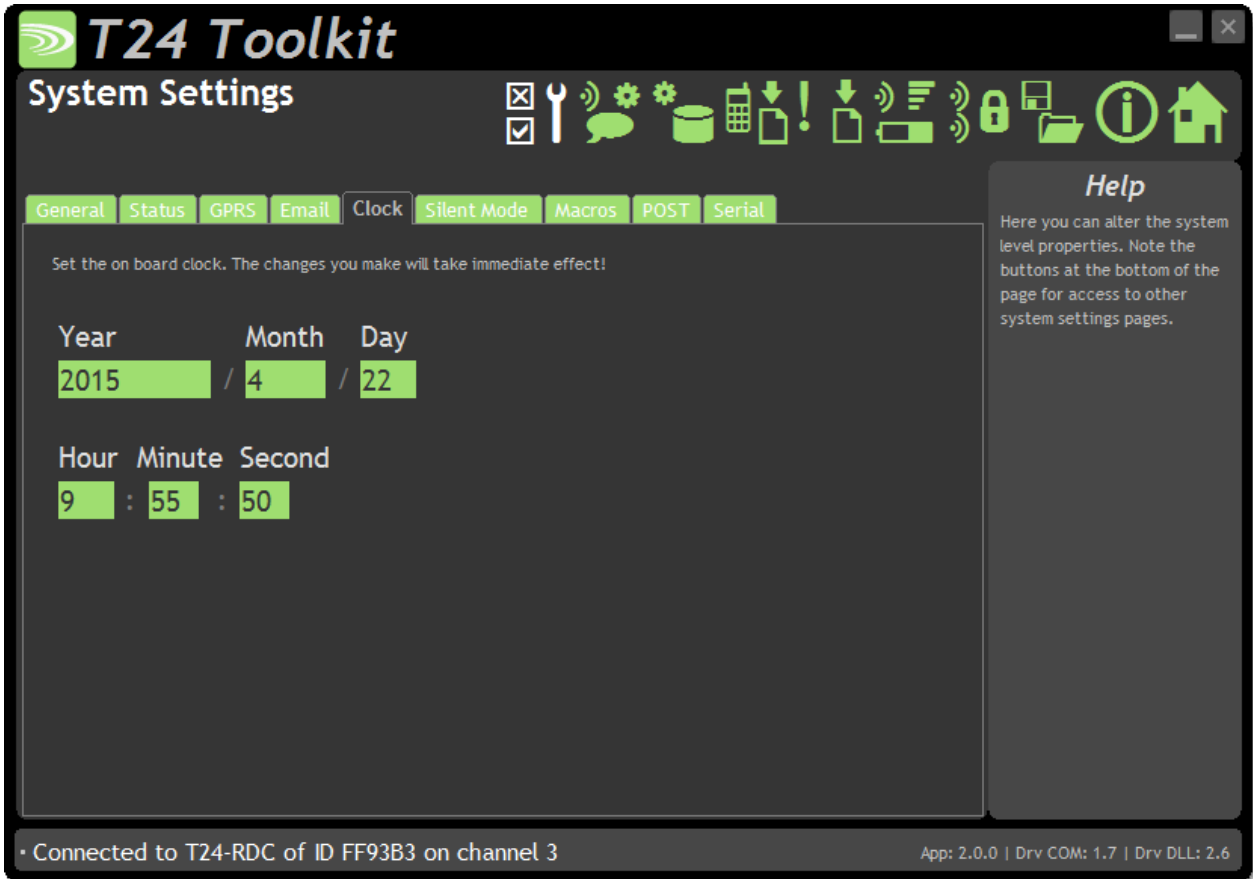 T24 Toolkit
System Settings
General Status GPRS Email Clock Silent Mode Macros POST Serial
Set the on board clock. The changes you make will take immediate effect!
Year Month Day
2015 / 4 / 22
Hour Minute Second
9 : 55 : 50
Help
Here you can alter the system
level properties. Note the
buttons at the bottom of the
page for access to other
system settings pages.
Connected to T24-RDC of ID FF93B3 on channel 3
App: 2.0.0 | Drv COM: 1.7 | Drv DLL: 2.6